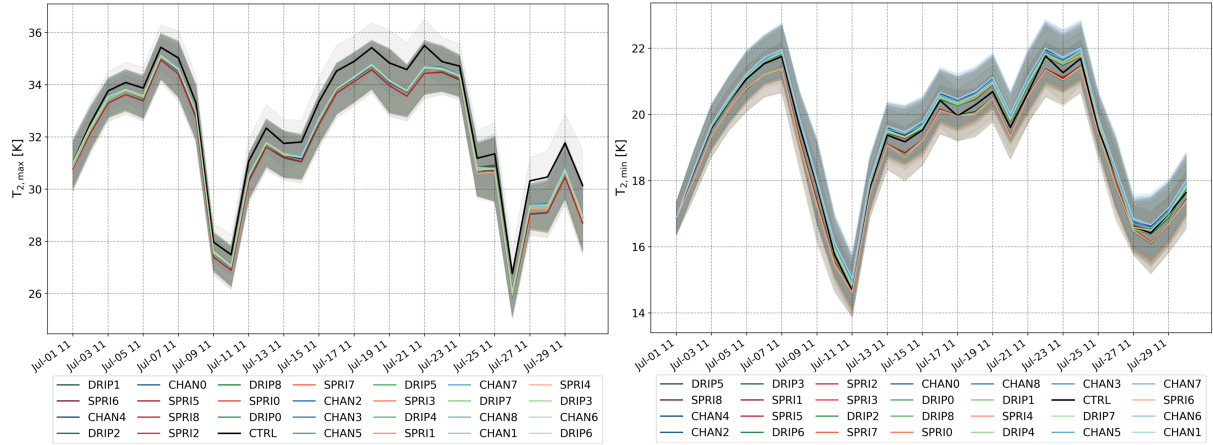 36
34
32
30
28
26
T2,max [K]
Jul-01 11
Jul-03 11
Jul-05 11
Jul-07 11
Jul-09 11
Jul-11 11
Jul-13 11
Jul-15 11
Jul-17 11
Jul-19 11
Jul-21 11
Jul-23 11
Jul-25 11
Jul-27 11
Jul-29 11
DRIP1 CHAN0 DRIP8 SPRI7 DRIP5 CHAN7 SPRI4
SPRI6 SPRI5 SPRI0 CHAN2 SPRI3 DRIP7 DRIP3
CHAN4 SPRI8 DRIP0 CHAN3 DRIP4 CHAN8 CHAN6
DRIP2 SPRI2 CTRL CHAN5 SPRI1 CHAN1 DRIP6
22
20
18
16
14
T2,min [K]
Jul-01 11
Jul-03 11
Jul-05 11
Jul-07 11
Jul-09 11
Jul-11 11
Jul-13 11
Jul-15 11
Jul-17 11
Jul-19 11
Jul-21 11
Jul-23 11
Jul-25 11
Jul-27 11
Jul-29 11
DRIP5 DRIP3 SPRI2 CHAN0 CHAN8 CHAN3 CHAN7
SPRI8 SPRI1 SPRI3 DRIP0 DRIP1 CTRL SPRI6
CHAN4 SPRI5 DRIP2 DRIP8 SPRI4 DRIP7 CHAN6
CHAN2 DRIP6 SPRI7 SPRI0 DRIP4 CHAN5 CHAN1